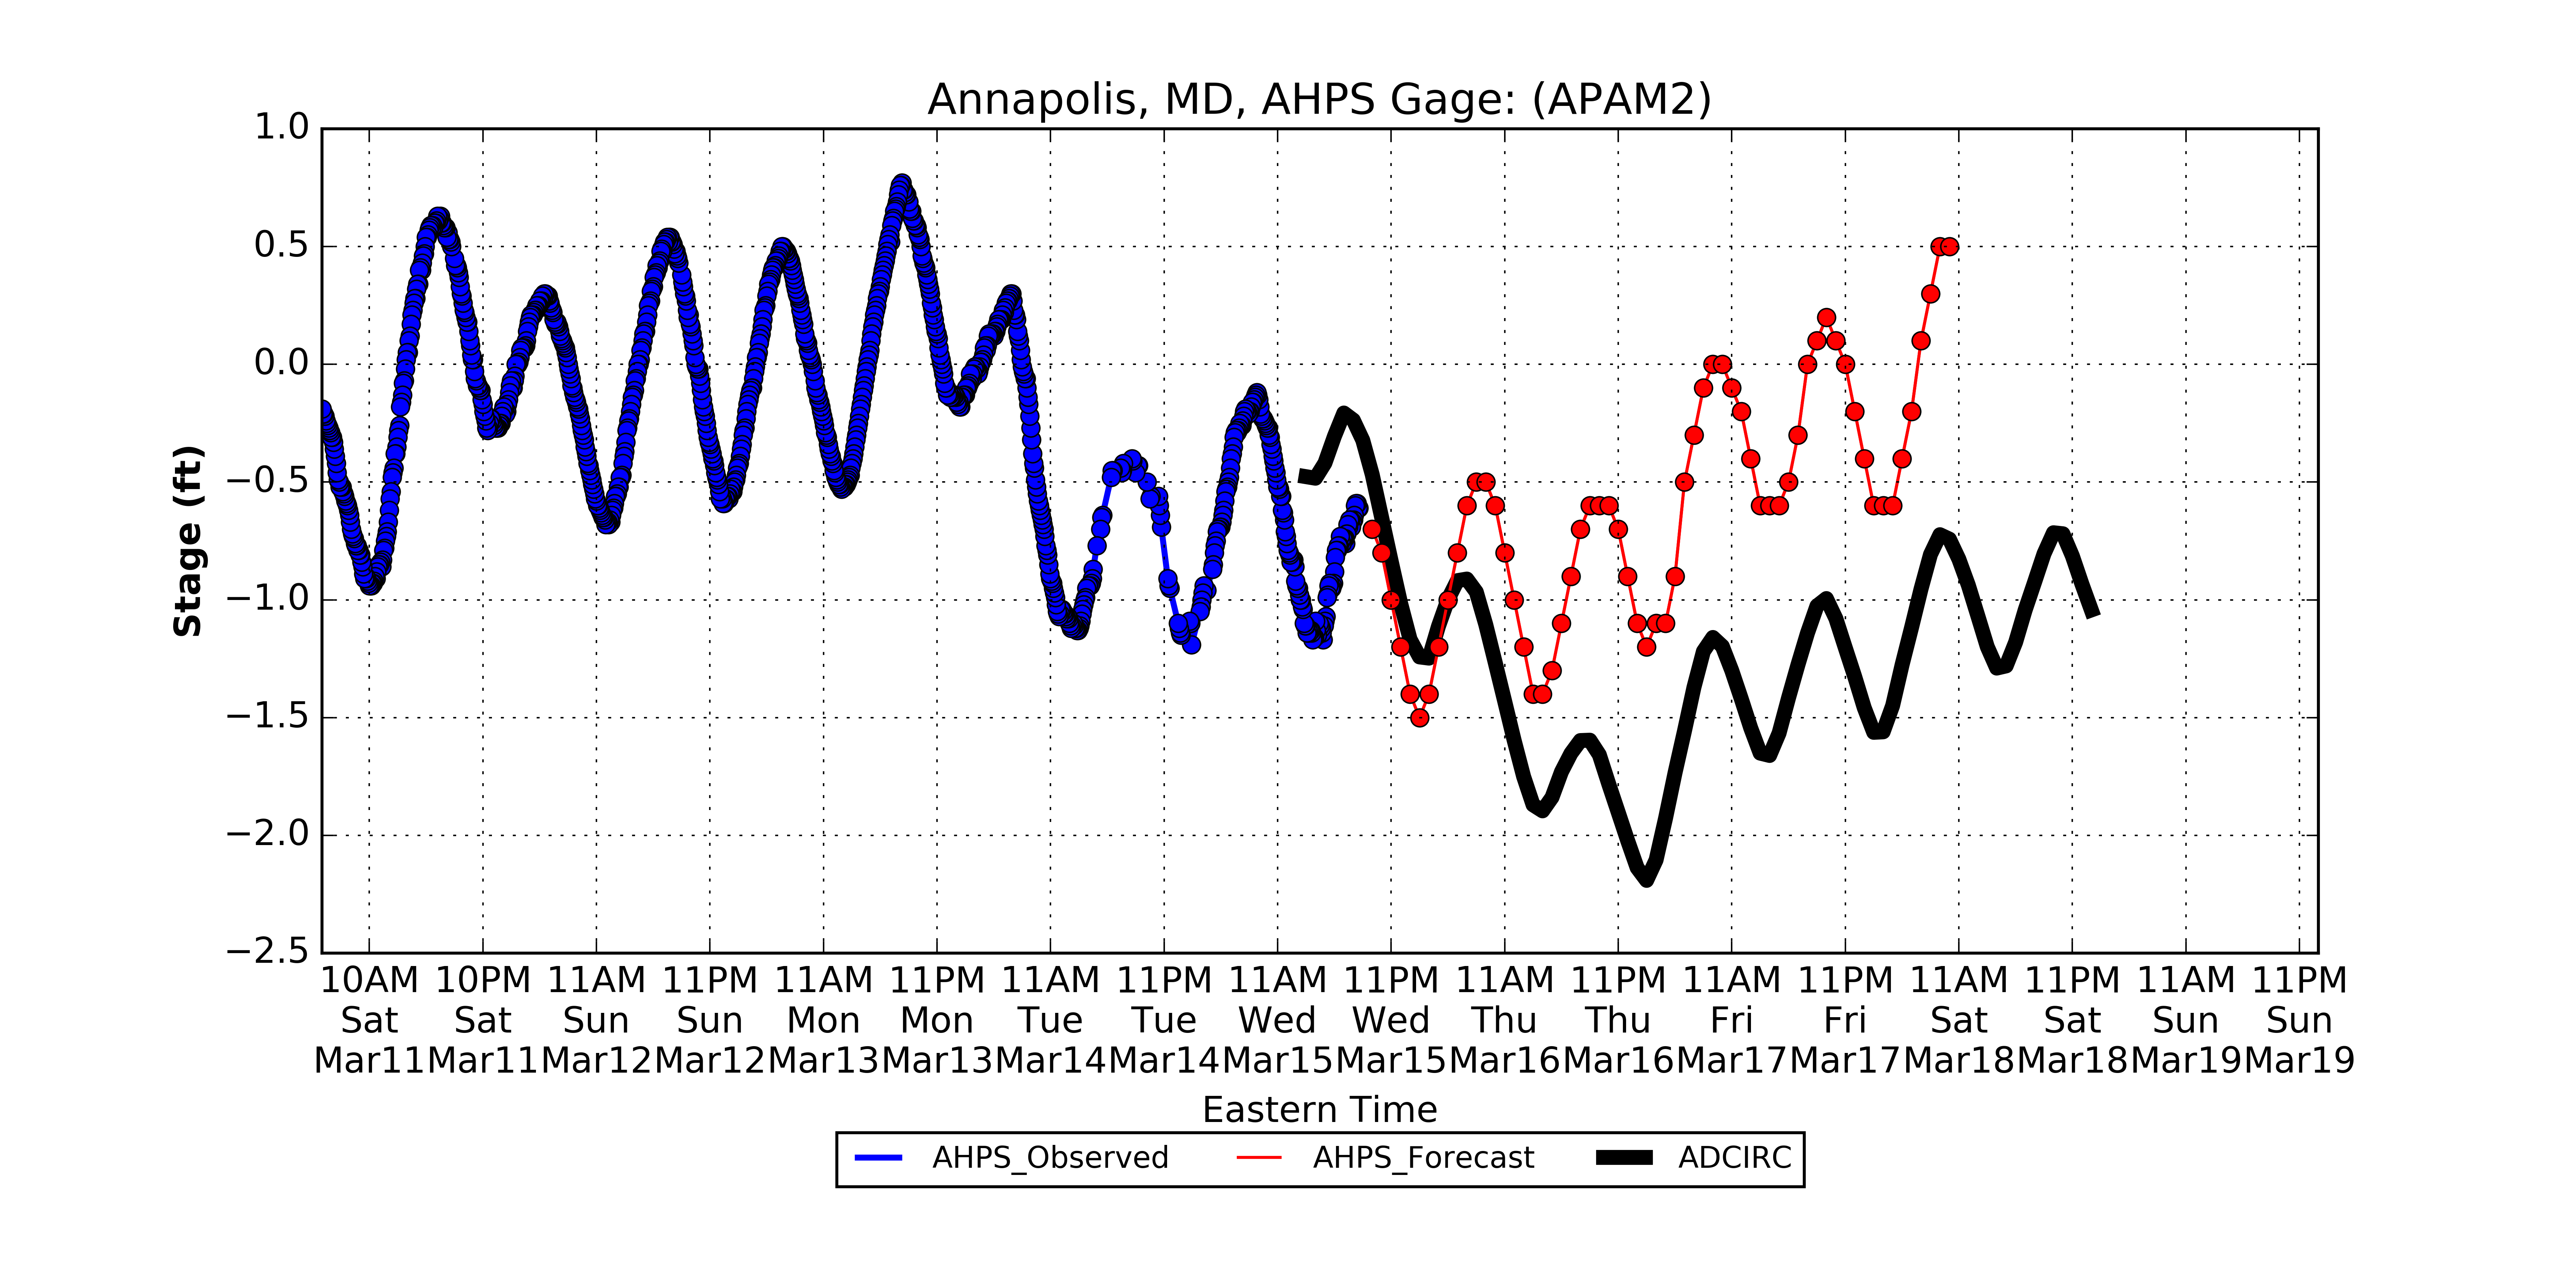 Annapolis, MD, AHPS Gage: (APAM2)
1.0
0.5
0.0
−0.5
−1.0
−1.5
−2.0
−2.5
Stage (ft)
10AM 10PM 11AM 11PM 11AM 11PM 11AM 11PM 11AM 11PM 11AM 11PM 11AM 11PM 11AM 11PM 11AM 11PM
Sat Sat Sun Sun Mon Mon Tue Tue Wed Wed Thu Thu Fri Fri Sat Sat Sun Sun
Mar11 Mar11 Mar12 Mar12 Mar13 Mar13 Mar14 Mar14 Mar15 Mar15 Mar16 Mar16 Mar17 Mar17 Mar18 Mar18 Mar19 Mar19
Eastern Time
AHPS_Observed AHPS_Forecast ADCIRC